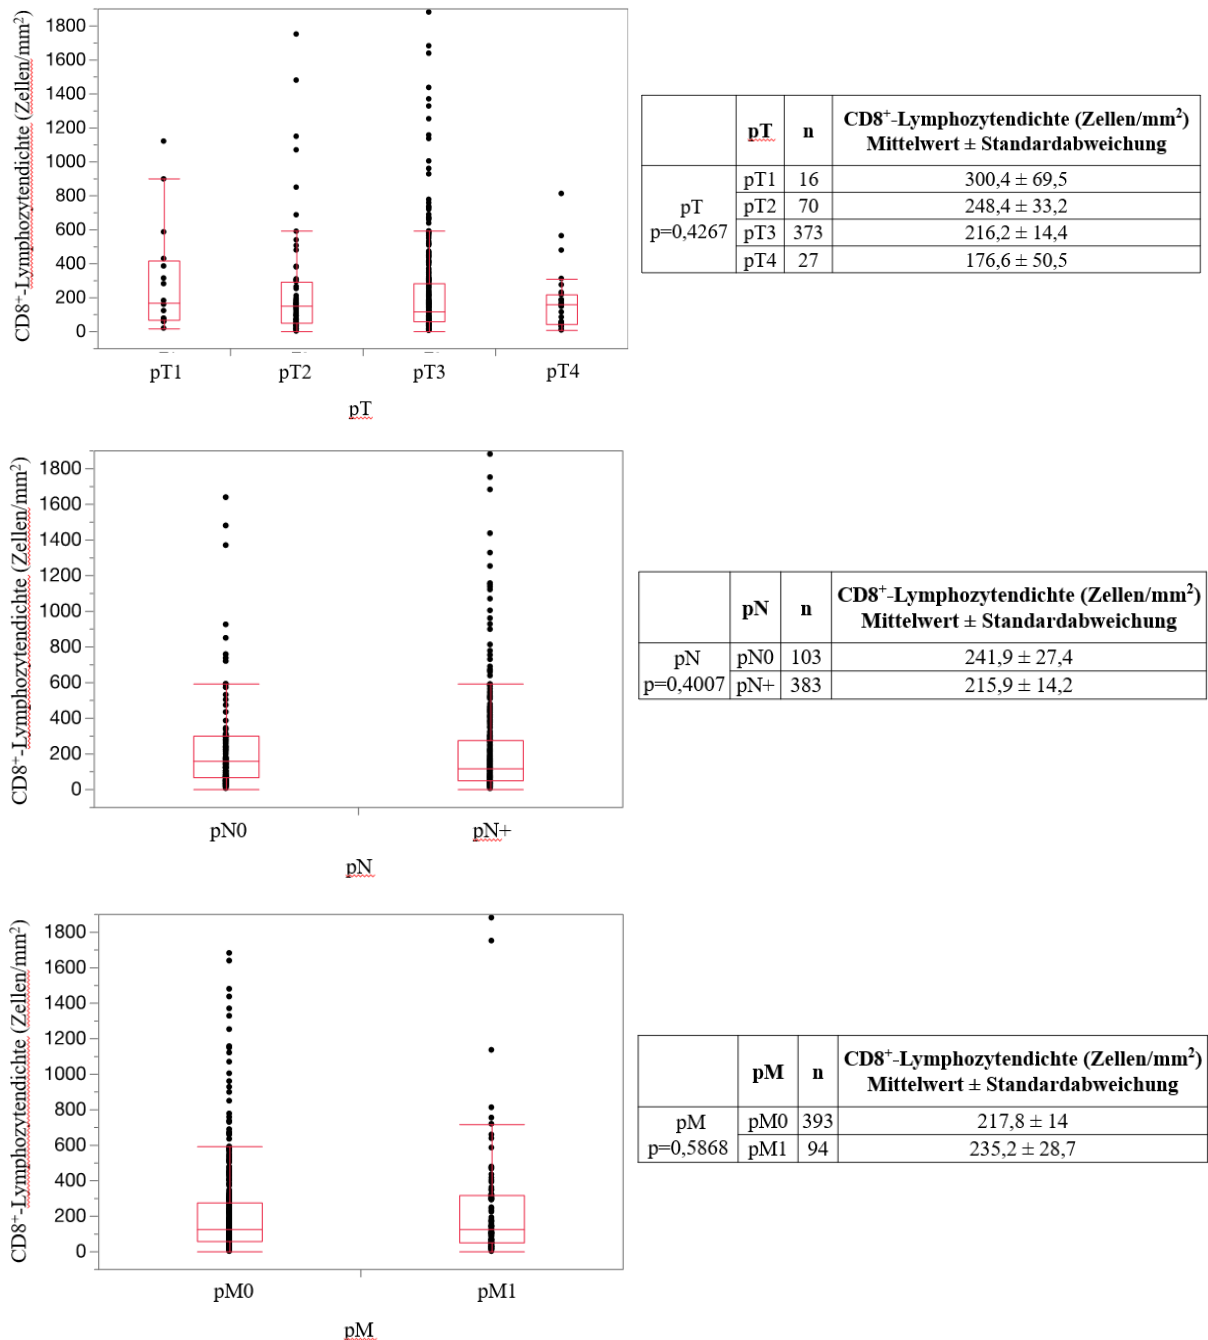 CD8⁺-Lymphozytendichte (Zellen/mm²)
1800
1600
1400
1200
1000
800
600
400
200
0
pT1 pT2 pT3 pT4
pT
pT n CD8⁺-Lymphozytendichte (Zellen/mm²)
Mittelwert ± Standardabweichung
pT
p=0,4267
pT1 16 300,4 ± 69,5
pT2 70 248,4 ± 33,2
pT3 373 216,2 ± 14,4
pT4 27 176,6 ± 50,5
CD8⁺-Lymphozytendichte (Zellen/mm²)
1800
1600
1400
1200
1000
800
600
400
200
0
pN0 pN+
pN
pN n CD8⁺-Lymphozytendichte (Zellen/mm²)
Mittelwert ± Standardabweichung
pN pN0 103 241,9 ± 27,4
p=0,4007 pN+ 383 215,9 ± 14,2
CD8⁺-Lymphozytendichte (Zellen/mm²)
1800
1600
1400
1200
1000
800
600
400
200
0
pM0 pM1
pM
pM n CD8⁺-Lymphozytendichte (Zellen/mm²)
Mittelwert ± Standardabweichung
pM pM0 393 217,8 ± 14
p=0,5868 pM1 94 235,2 ± 28,7